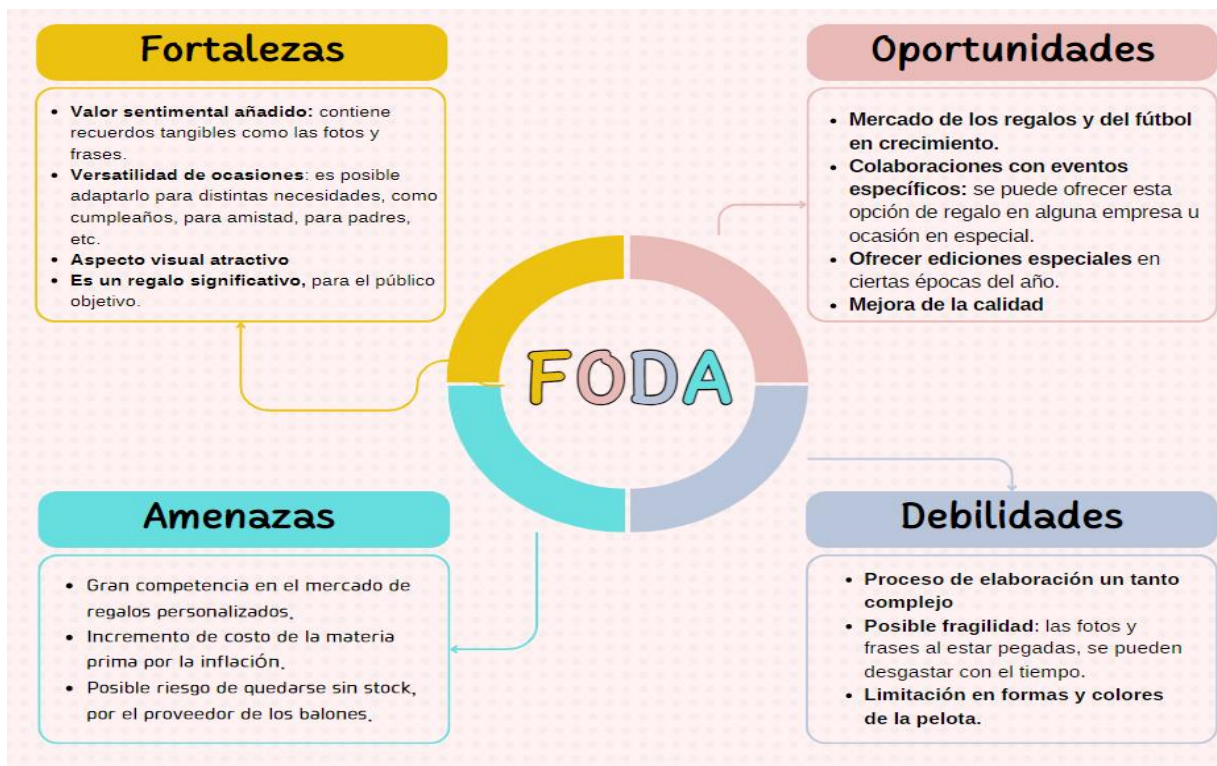 Fortalezas
• Valor sentimental añadido: contiene
recuerdos tangibles como las fotos y
frases.
• Versatilidad de ocasiones: es posible
adaptarlo para distintas necesidades, como
cumpleaños, para amistad, para padres,
etc.
• Aspecto visual atractivo
• Es un regalo significativo, para el público
objetivo.
Oportunidades
• Mercado de los regalos y del fútbol
en crecimiento.
• Colaboraciones con eventos
específicos: se puede ofrecer esta
opción de regalo en alguna empresa u
ocasión en especial.
• Ofrecer ediciones especiales en
ciertas épocas del año.
• Mejora de la calidad
FODA
Amenazas
• Gran competencia en el mercado de
regalos personalizados.
• Incremento de costo de la materia
prima por la inflación.
• Posible riesgo de quedarse sin stock,
por el proveedor de los balones.
Debilidades
• Proceso de elaboración un tanto
complejo
• Posible fragilidad: las fotos y
frases al estar pegadas, se pueden
desgastar con el tiempo.
• Limitación en formas y colores
de la pelota.